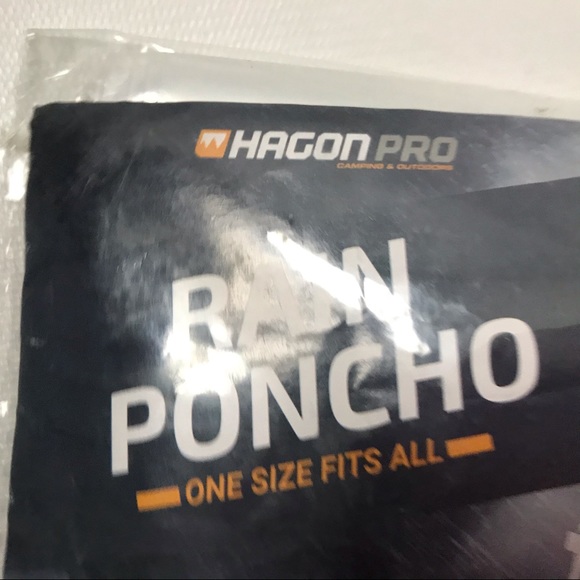 HAGON PRO
CAMPING & OUTDOORS
RAIN
PONCHO
ONE SIZE FITS ALL